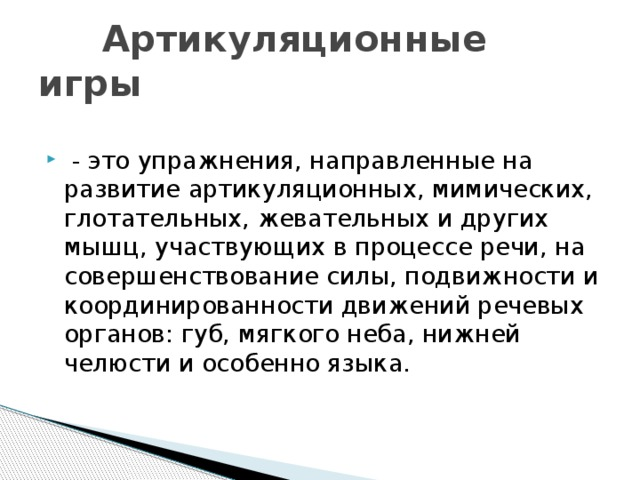 Артикуляционные
игры
- это упражнения, направленные на
развитие артикуляционных, мимических,
глотательных, жевательных и других
мышц, участвующих в процессе речи, на
совершенствование силы, подвижности и
координированности движений речевых
органов: губ, мягкого неба, нижней
челюсти и особенно языка.